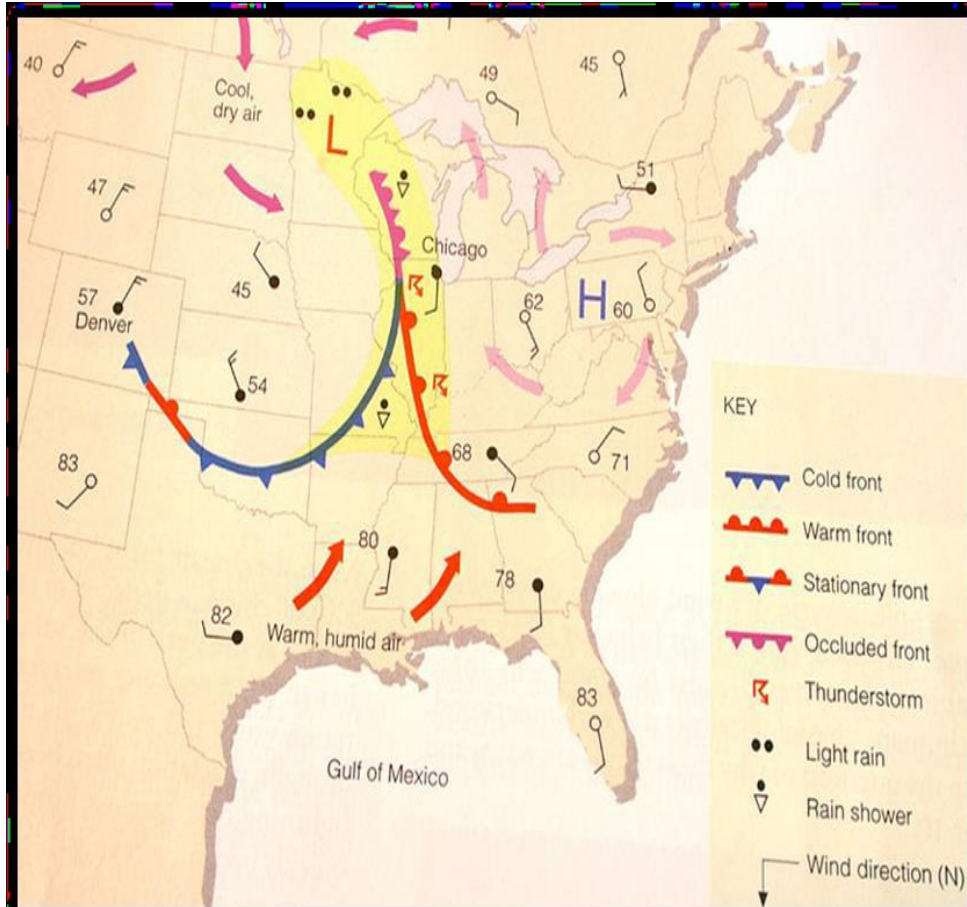 40
Cool,
dry air
49
45
L
47
51
Chicago
45
57
Denver
62
H
60
54
KEY
83
68
71
Cold front
Warm front
80
78
Stationary front
82
Warm, humid air
Occluded front
Thunderstorm
83
Light rain
Gulf of Mexico
Rain shower
Wind direction (N)